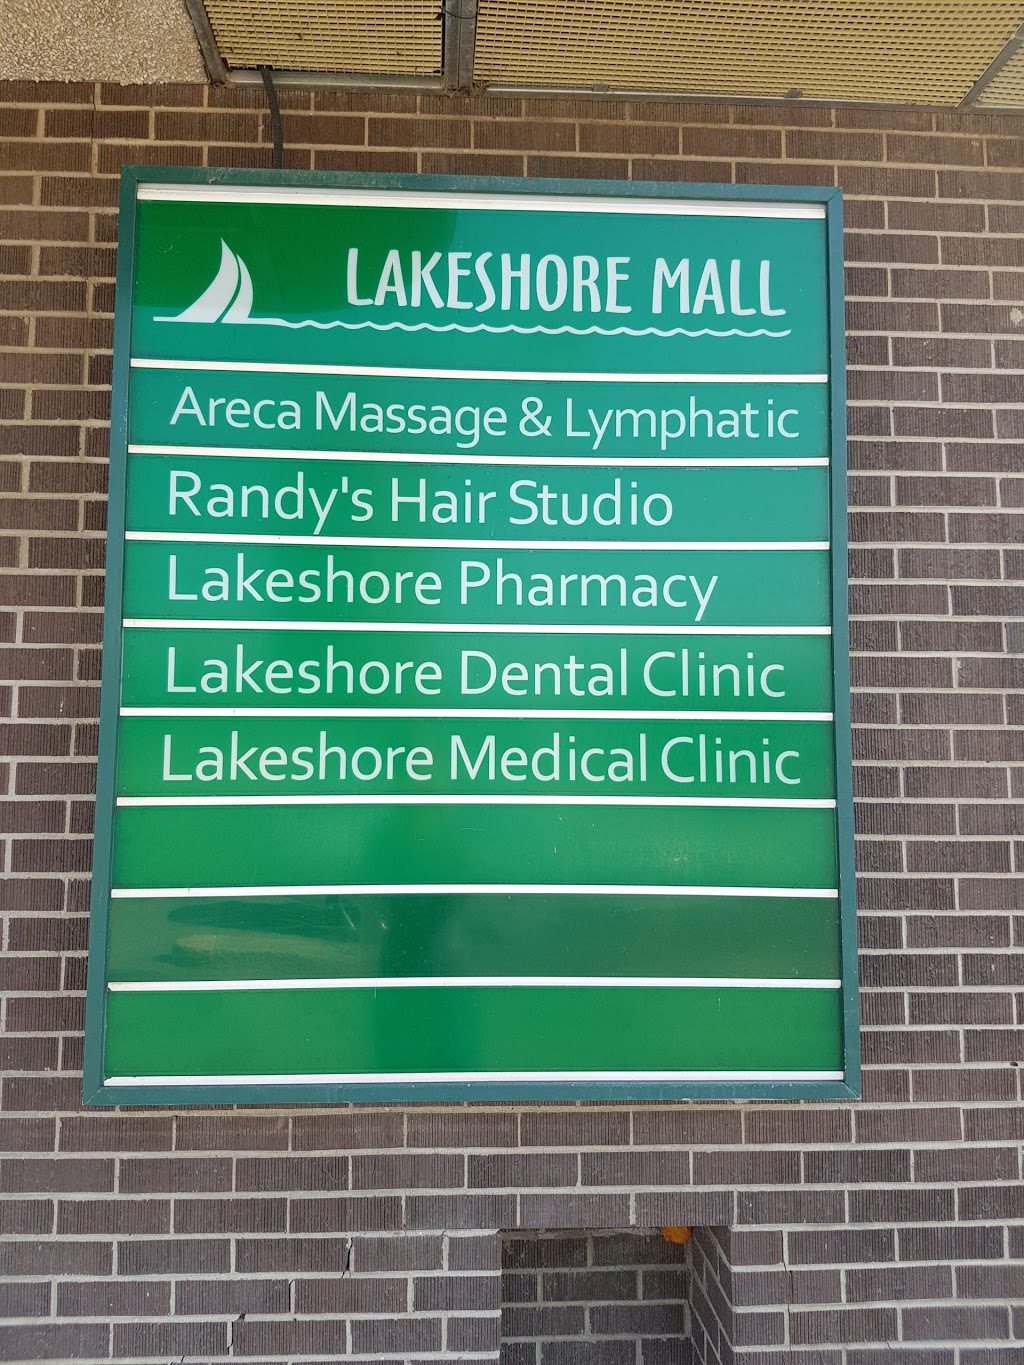 LAKESHORE MALL
Areca Massage & Lymphatic
Randy's Hair Studio
Lakeshore Pharmacy
Lakeshore Dental Clinic
Lakeshore Medical Clinic